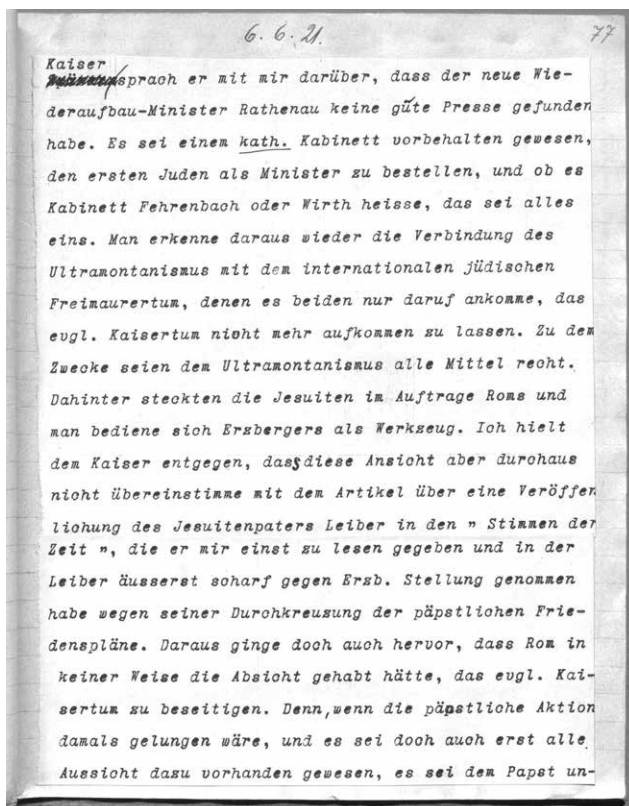 6. 6. 21.
77
Kaiser
sprach er mit mir darüber, dass der neue Wie-
deraufbau-Minister Rathenau keine gute Presse gefunden
habe. Es sei einem kath. Kabinett vorbehalten gewesen,
den ersten Juden als Minister zu bestellen, und ob es
Kabinett Fehrenbach oder Wirth heisse, das sei alles
eins. Man erkenne daraus wieder die Verbindung des
Ultramontanismus mit dem internationalen jüdischen
Freimaurertum, denen es beiden nur daruf ankomme, das
evgl. Kaisertum nicht mehr aufkommen zu lassen. Zu dem
Zwecke seien dem Ultramontanismus alle Mittel recht.
Dahinter steckten die Jesuiten im Auftrage Roms und
man bediene sich Erzbergers als Werkzeug. Ich hielt
dem Kaiser entgegen, dass diese Ansicht aber durchaus
nicht übereinstimme mit dem Artikel über eine Veröffen
lichung des Jesuitenpaters Leiber in den " Stimmen der
Zeit ", die er mir einst zu lesen gegeben und in der
Leiber äusserst scharf gegen Erzb. Stellung genommen
habe wegen seiner Durchkreuzung der päpstlichen Frie-
denspläne. Daraus ginge doch auch hervor, dass Rom in
keiner Weise die Absicht gehabt hätte, das evgl. Kai-
sertum zu beseitigen. Denn, wenn die päpstliche Aktion
damals gelungen wäre, und es sei doch auch erst alle
Aussicht dazu vorhanden gewesen, es sei dem Papst un-